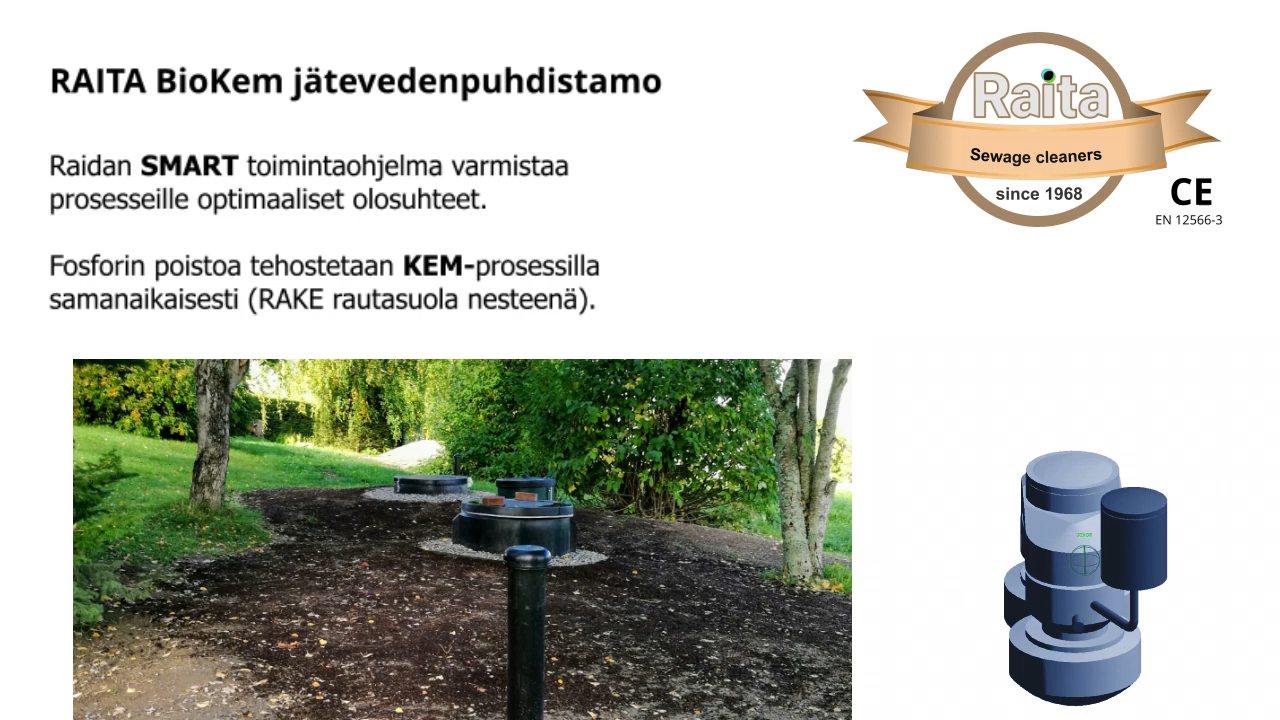 RAITA BioKem jätevedenpuhdistamo
Raidan SMART toimintaohjelma varmistaa
prosesseille optimaaliset olosuhteet.
Fosforin poistoa tehostetaan KEM-prosessilla
samanaikaisesti (RAKE rautasuola nesteenä).
Raita
Sewage cleaners
since 1968
CE
EN 12566-3